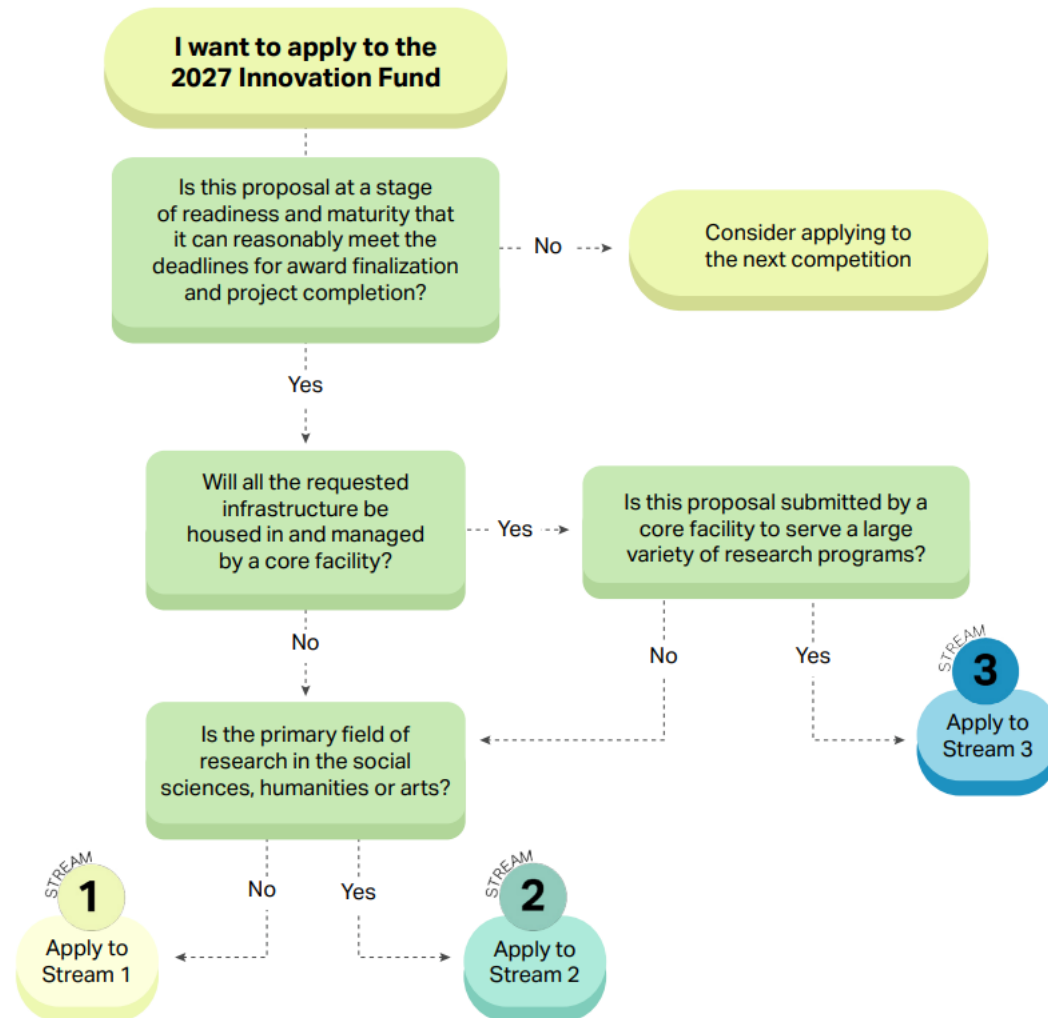 I want to apply to the
2027 Innovation Fund
Is this proposal at a stage
of readiness and maturity that
it can reasonably meet the
deadlines for award finalization
and project completion?
No
Consider applying to
the next competition
Yes
Will all the requested
infrastructure be
housed in and managed
by a core facility?
Yes
Is this proposal submitted by a
core facility to serve a large
variety of research programs?
No
No
Yes
STREAM
3
Apply to
Stream 3
Is the primary field of
research in the social
sciences, humanities or arts?
No
Yes
STREAM
1
Apply to
Stream 1
STREAM
2
Apply to
Stream 2